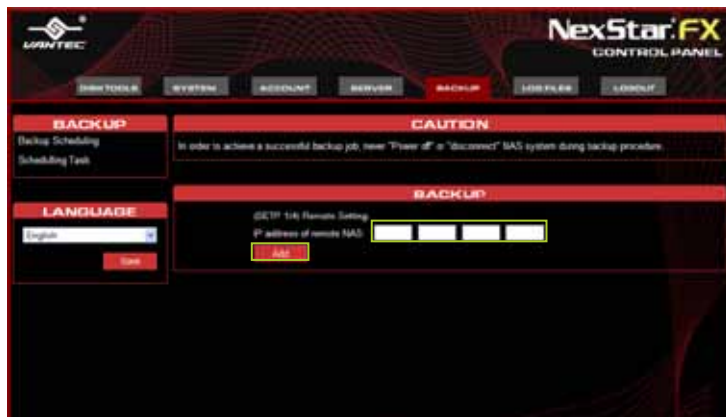 VANTEC
NexStar.FX
CONTROL PANEL
DISK TOOLS
SYSTEM
ACCOUNT
SERVER
BACKUP
LOG FILES
LOGOUT
BACKUP
Backup Scheduling
Scheduling Task
CAUTION
In order is achieve a successful backup job, never "Power off" or "disconnect" NAS system during backup procedure.
LANGUAGE
English
Save
BACKUP
(SETP 1/4) Remote Setting:
IP address of remote NAS:
Add